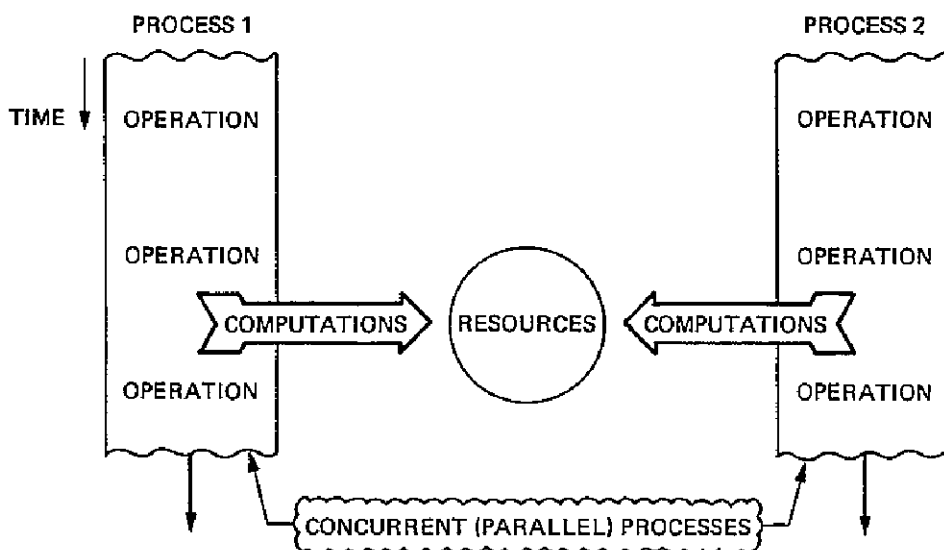 PROCESS 1
PROCESS 2
TIME
OPERATION
OPERATION
OPERATION
OPERATION
COMPUTATIONS
RESOURCES
COMPUTATIONS
OPERATION
OPERATION
CONCURRENT (PARALLEL) PROCESSES